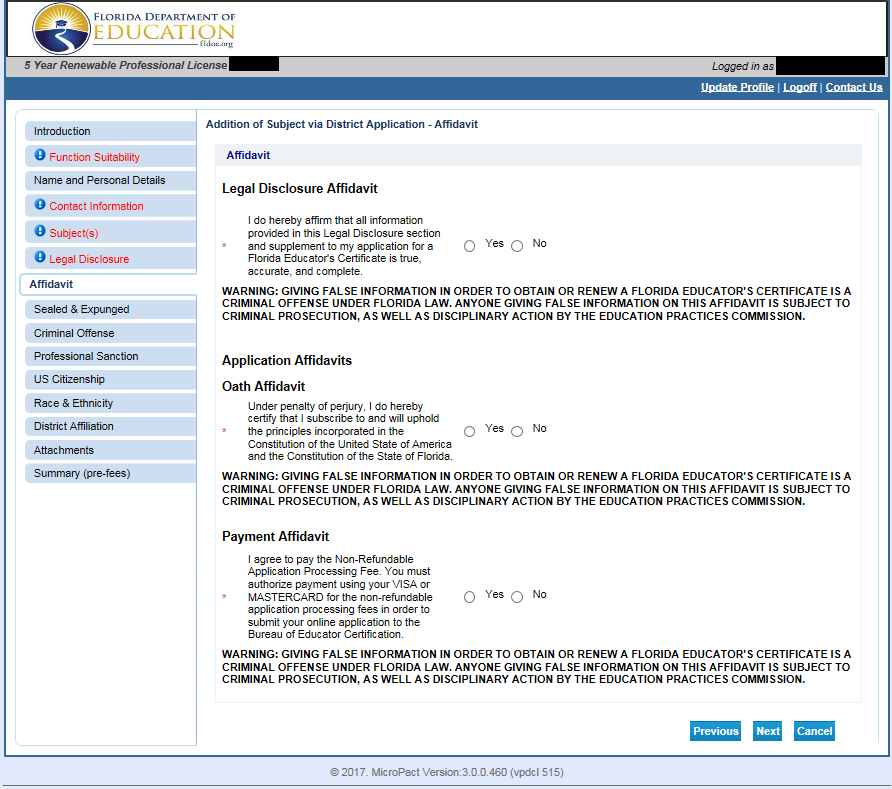 FLORIDA DEPARTMENT OF
EDUCATION
fldoe.org
5 Year Renewable Professional License
Logged in as
Update Profile | Logoff | Contact Us
Introduction
Function Suitability
Name and Personal Details
Contact Information
Subject(s)
Legal Disclosure
Affidavit
Sealed & Expunged
Criminal Offense
Professional Sanction
US Citizenship
Race & Ethnicity
District Affiliation
Attachments
Summary (pre-fees)
Addition of Subject via District Application - Affidavit
Affidavit
Legal Disclosure Affidavit
I do hereby affirm that all information
provided in this Legal Disclosure section
* and supplement to my application for a
Florida Educator's Certificate is true,
accurate, and complete.
Yes No
WARNING: GIVING FALSE INFORMATION IN ORDER TO OBTAIN OR RENEW A FLORIDA EDUCATOR'S CERTIFICATE IS A
CRIMINAL OFFENSE UNDER FLORIDA LAW. ANYONE GIVING FALSE INFORMATION ON THIS AFFIDAVIT IS SUBJECT TO
CRIMINAL PROSECUTION, AS WELL AS DISCIPLINARY ACTION BY THE EDUCATION PRACTICES COMMISSION.
Application Affidavits
Oath Affidavit
Under penalty of perjury, I do hereby
certify that I subscribe to and will uphold
* the principles incorporated in the
Constitution of the United State of America
and the Constitution of the State of Florida.
Yes No
WARNING: GIVING FALSE INFORMATION IN ORDER TO OBTAIN OR RENEW A FLORIDA EDUCATOR'S CERTIFICATE IS A
CRIMINAL OFFENSE UNDER FLORIDA LAW. ANYONE GIVING FALSE INFORMATION ON THIS AFFIDAVIT IS SUBJECT TO
CRIMINAL PROSECUTION, AS WELL AS DISCIPLINARY ACTION BY THE EDUCATION PRACTICES COMMISSION.
Payment Affidavit
I agree to pay the Non-Refundable
Application Processing Fee. You must
authorize payment using your VISA or
* MASTERCARD for the non-refundable
application processing fees in order to
submit your online application to the
Bureau of Educator Certification.
Yes No
WARNING: GIVING FALSE INFORMATION IN ORDER TO OBTAIN OR RENEW A FLORIDA EDUCATOR'S CERTIFICATE IS A
CRIMINAL OFFENSE UNDER FLORIDA LAW. ANYONE GIVING FALSE INFORMATION ON THIS AFFIDAVIT IS SUBJECT TO
CRIMINAL PROSECUTION, AS WELL AS DISCIPLINARY ACTION BY THE EDUCATION PRACTICES COMMISSION.
Previous Next Cancel
© 2017. MicroPact Version:3.0.0.460 (vpdcl 515)